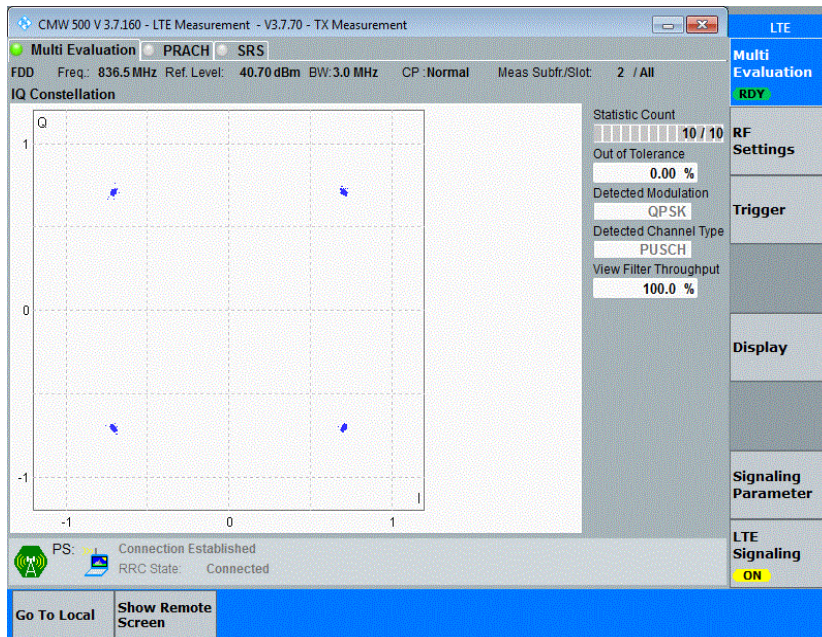 CMW 500 V 3.7.160 - LTE Measurement - V3.7.70 - TX Measurement
LTE
Multi Evaluation PRACH SRS
FDD Freq.: 836.5 MHz Ref. Level: 40.70 dBm BW: 3.0 MHz CP : Normal Meas Subfr./Slot: 2 / All
IQ Constellation
Q
1
0
-1
I
-1 0 1
Statistic Count
10 / 10
Out of Tolerance
0.00 %
Detected Modulation
QPSK
Detected Channel Type
PUSCH
View Filter Throughput
100.0 %
Multi
Evaluation
RDY
RF
Settings
Trigger
Display
Signaling
Parameter
LTE
Signaling
ON
PS: Connection Established
RRC State: Connected
Go To Local
Show Remote
Screen